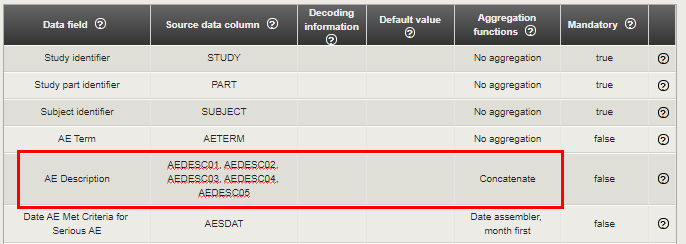 Data field ? Source data column ? Decoding information ? Default value ? Aggregation functions ? Mandatory ?
Study identifier STUDY No aggregation true ?
Study part identifier PART No aggregation true ?
Subject identifier SUBJECT No aggregation true ?
AE Term AETERM No aggregation false ?
AE Description AEDESC01, AEDESC02, AEDESC03, AEDESC04, AEDESC05 Concatenate false ?
Date AE Met Criteria for Serious AE AESDAT Date assembler, month first false ?